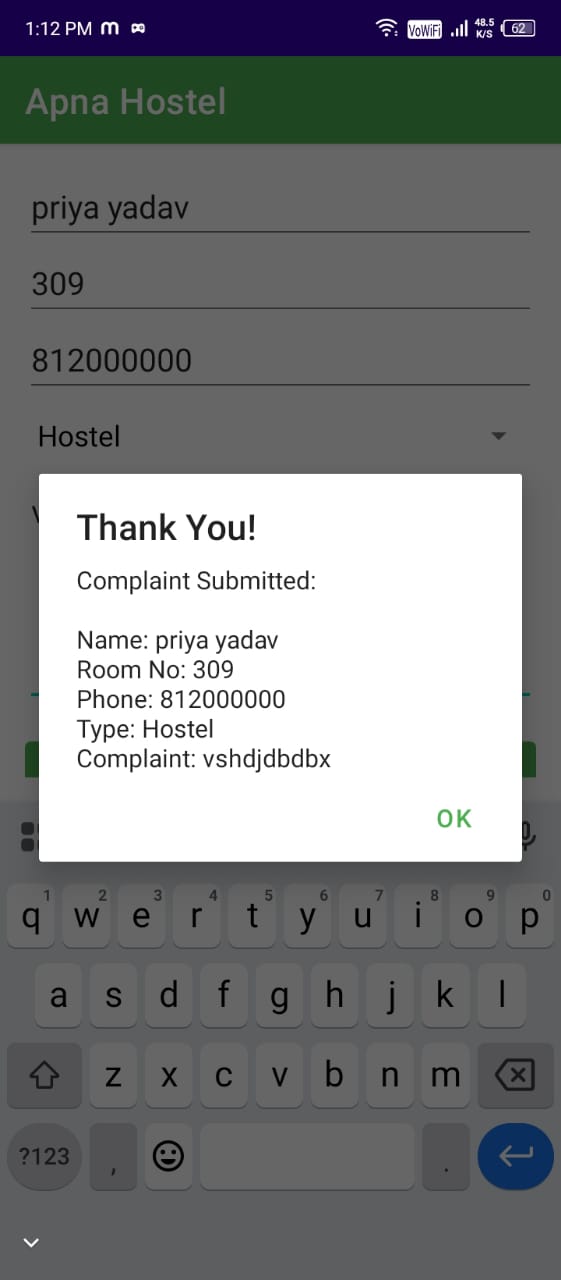 1:12 PM m
VoWiFi 48.5 K/S 62
Apna Hostel
priya yadav
309
812000000
Hostel
Thank You!
Complaint Submitted:
Name: priya yadav
Room No: 309
Phone: 812000000
Type: Hostel
Complaint: vshdjdbdbx
OK
1 2 3 4 5 6 7 8 9 0
q w e r t y u i o p
a s d f g h j k l
z x c v b n m
?123 , .